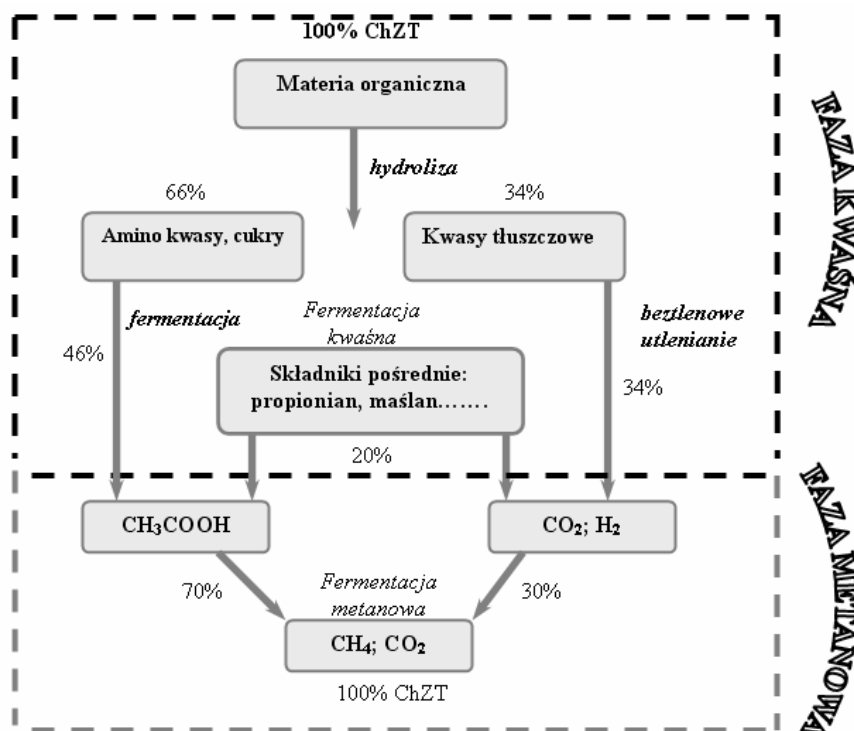 100% ChZT
Materia organiczna
hydroliza
66%
34%
Amino kwasy, cukry
Kwasy tłuszczowe
fermentacja
Fermentacja
kwaśna
beztlenowe
utlenianie
46%
Składniki pośrednie:
propionian, maślan.......
34%
20%
CH₃COOH
CO₂; H₂
70%
Fermentacja
metanowa
30%
CH₄; CO₂
100% ChZT
FAZA KWAŚNA
FAZA METANOWA